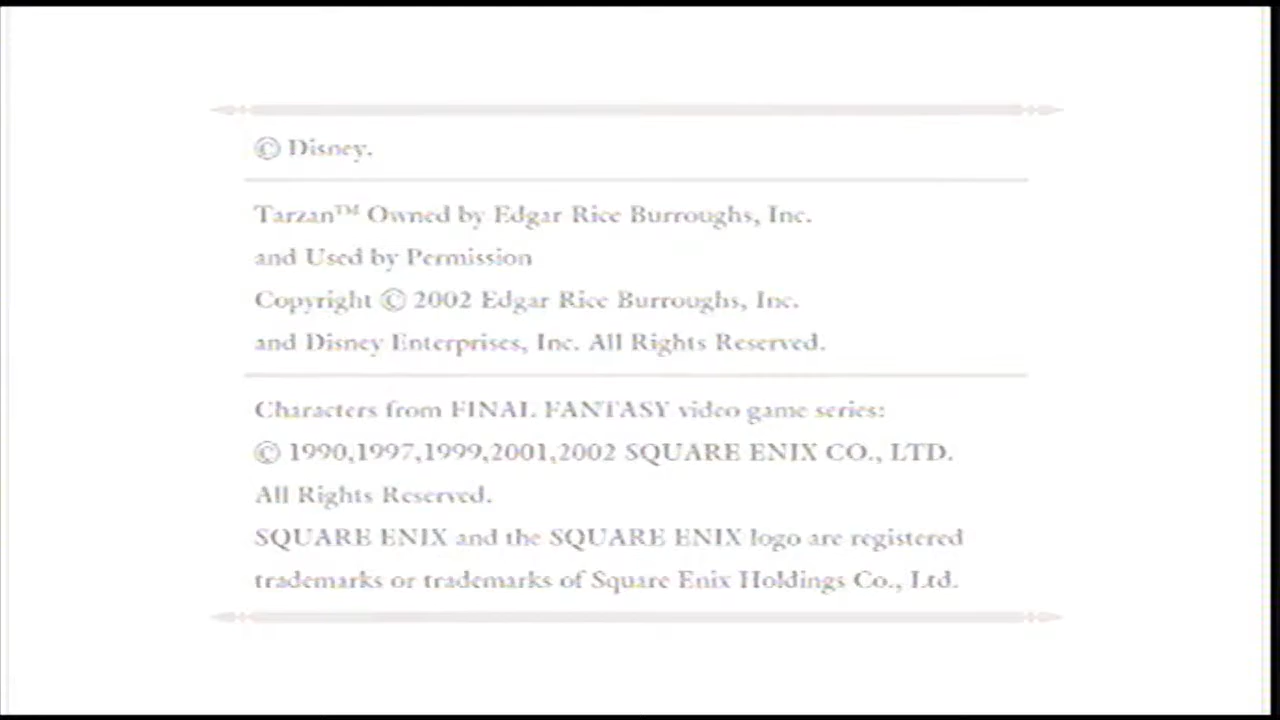 © Disney.
Tarzan™ Owned by Edgar Rice Burroughs, Inc.
and Used by Permission
Copyright © 2002 Edgar Rice Burroughs, Inc.
and Disney Enterprises, Inc. All Rights Reserved.
Characters from FINAL FANTASY video game series:
© 1990,1997,1999,2001,2002 SQUARE ENIX CO., LTD.
All Rights Reserved.
SQUARE ENIX and the SQUARE ENIX logo are registered
trademarks or trademarks of Square Enix Holdings Co., Ltd.